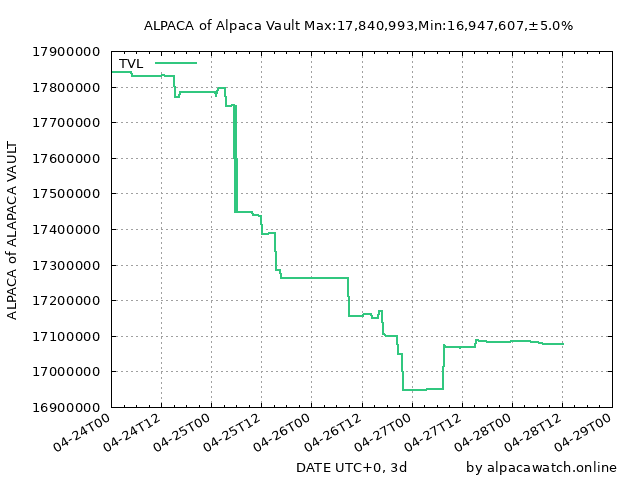 ALPACA of Alpaca Vault Max:17,840,993,Min:16,947,607,±5.0%
TVL
17900000
17800000
17700000
17600000
17500000
17400000
17300000
17200000
17100000
17000000
16900000
ALPACA of ALAPACA VAULT
04-24T00
04-24T12
04-25T00
04-25T12
04-26T00
04-26T12
04-27T00
04-27T12
04-28T00
04-28T12
04-29T00
DATE UTC+0, 3d
by alpacawatch.online